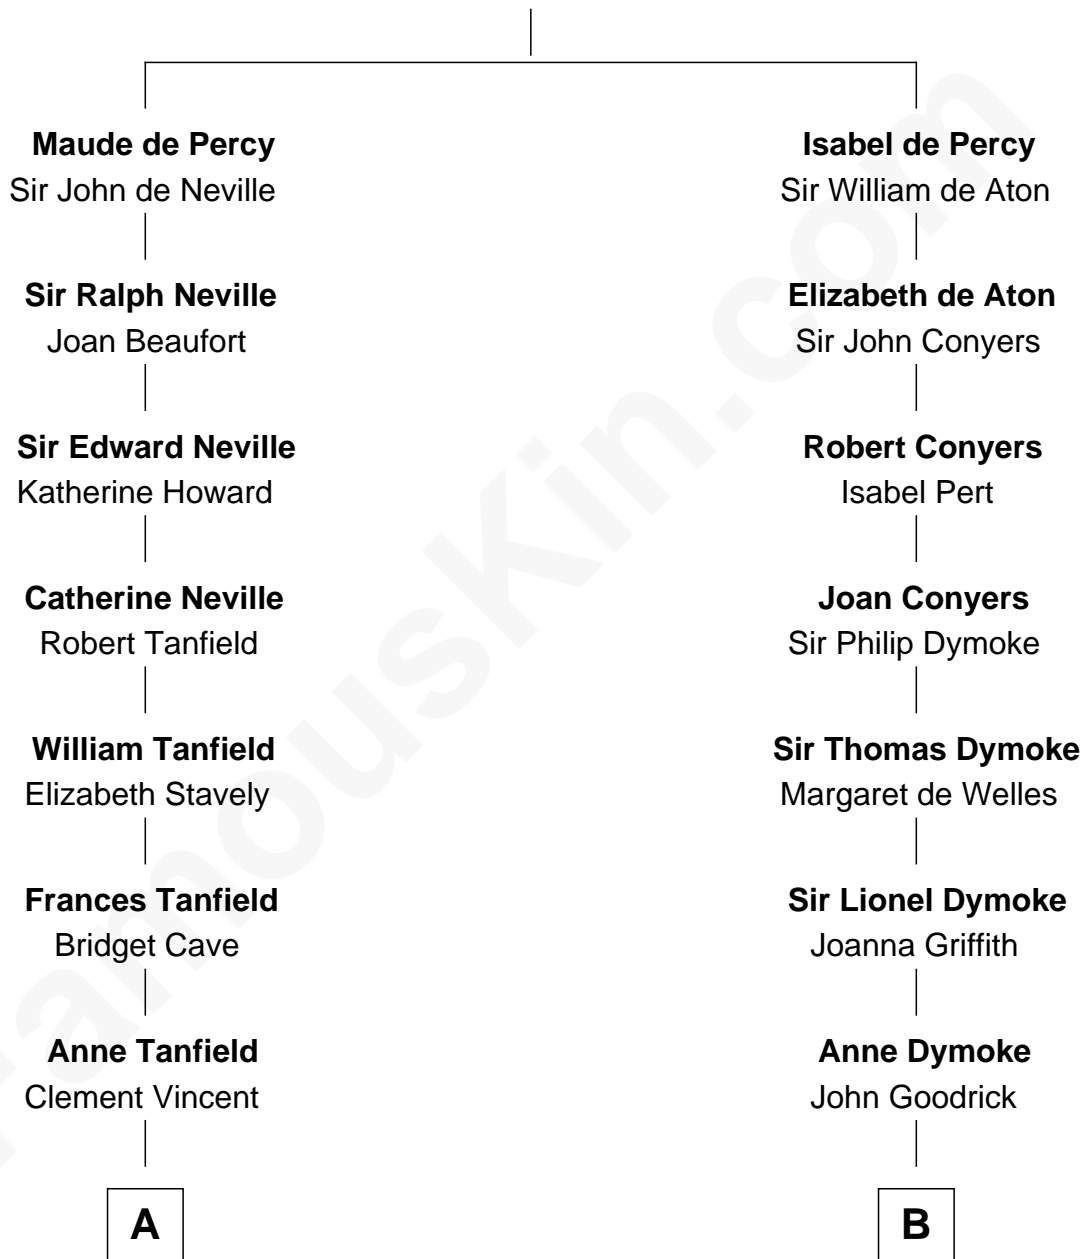 Maude de Percy
Sir John de Neville
Sir Ralph Neville
Joan Beaufort
Sir Edward Neville
Katherine Howard
Catherine Neville
Robert Tanfield
William Tanfield
Elizabeth Stavely
Frances Tanfield
Bridget Cave
Anne Tanfield
Clement Vincent
A
Isabel de Percy
Sir William de Aton
Elizabeth de Aton
Sir John Conyers
Robert Conyers
Isabel Pert
Joan Conyers
Sir Philip Dymoke
Sir Thomas Dymoke
Margaret de Welles
Sir Lionel Dymoke
Joanna Griffith
Anne Dymoke
John Goodrick
B
FamousKin.com